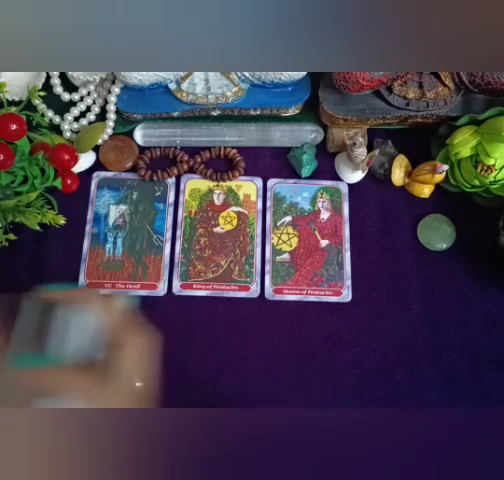 XV The Devil
King of Pentacles
Queen of Pentacles